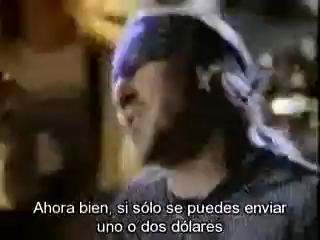 Ahora bien, si sólo se puedes enviar
uno o dos dólares